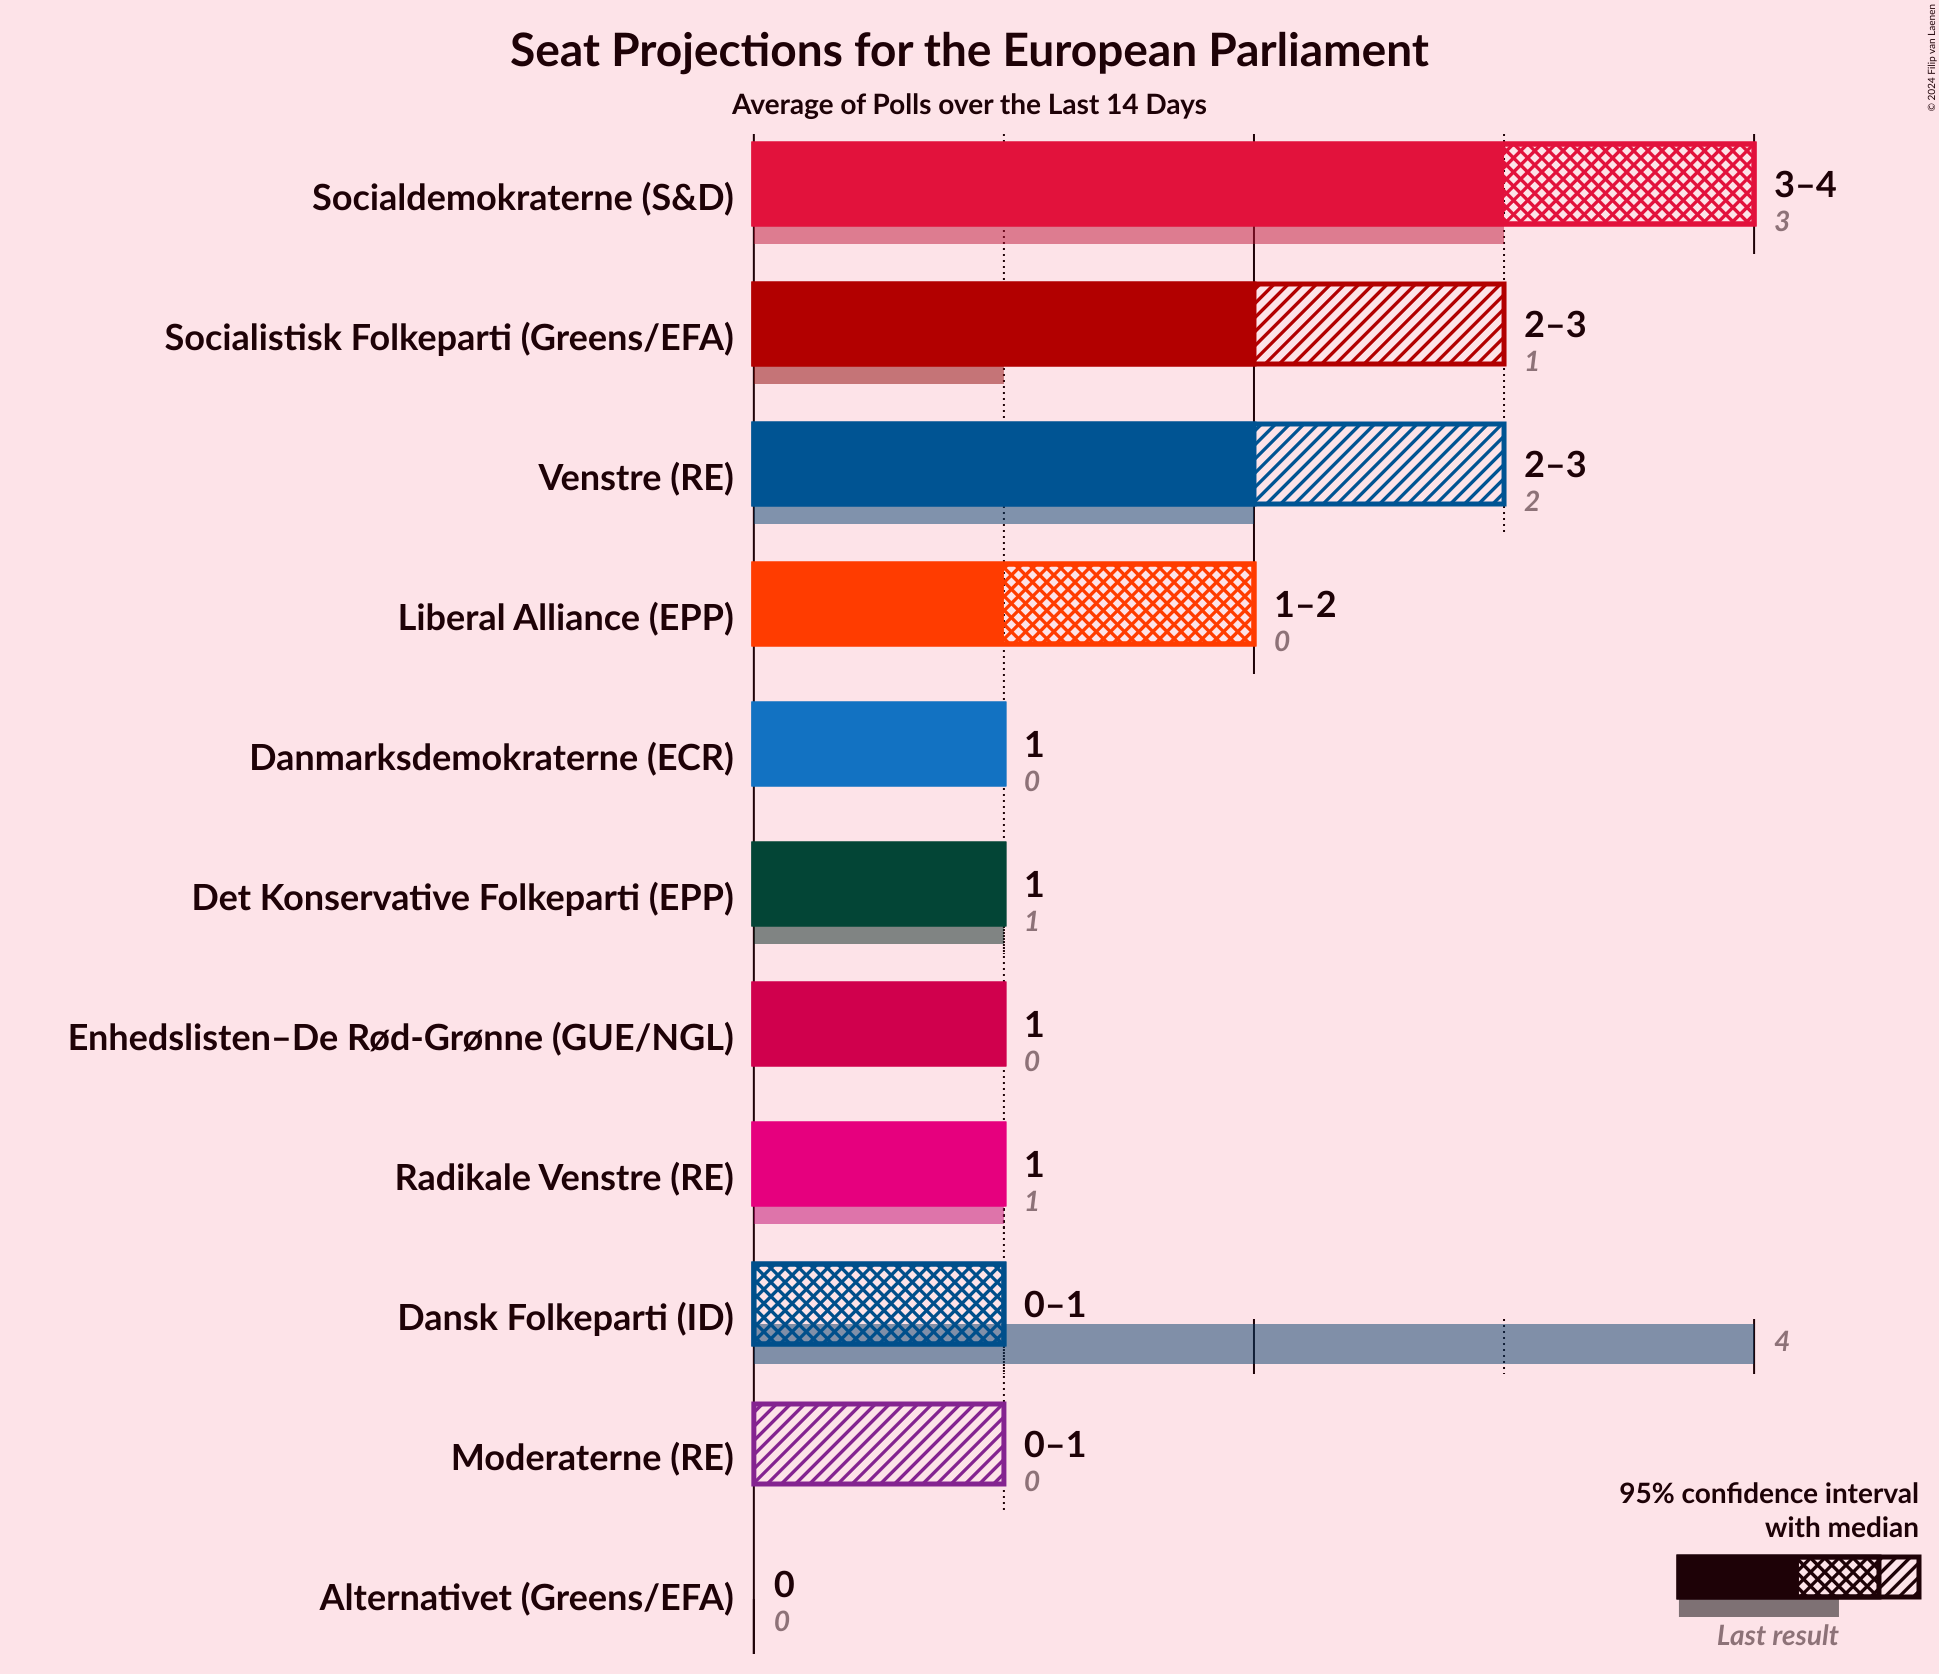 Seat Projections for the European Parliament
Average of Polls over the Last 14 Days
© 2024 Filip van Laenen
Socialdemokraterne (S&D)
3–4
3
Socialistisk Folkeparti (Greens/EFA)
2–3
1
Venstre (RE)
2–3
2
Liberal Alliance (EPP)
1–2
0
Danmarksdemokraterne (ECR)
1
0
Det Konservative Folkeparti (EPP)
1
1
Enhedslisten–De Rød-Grønne (GUE/NGL)
1
0
Radikale Venstre (RE)
1
1
Dansk Folkeparti (ID)
0–1
4
Moderaterne (RE)
0–1
0
Alternativet (Greens/EFA)
0
0
95% confidence interval
with median
Last result